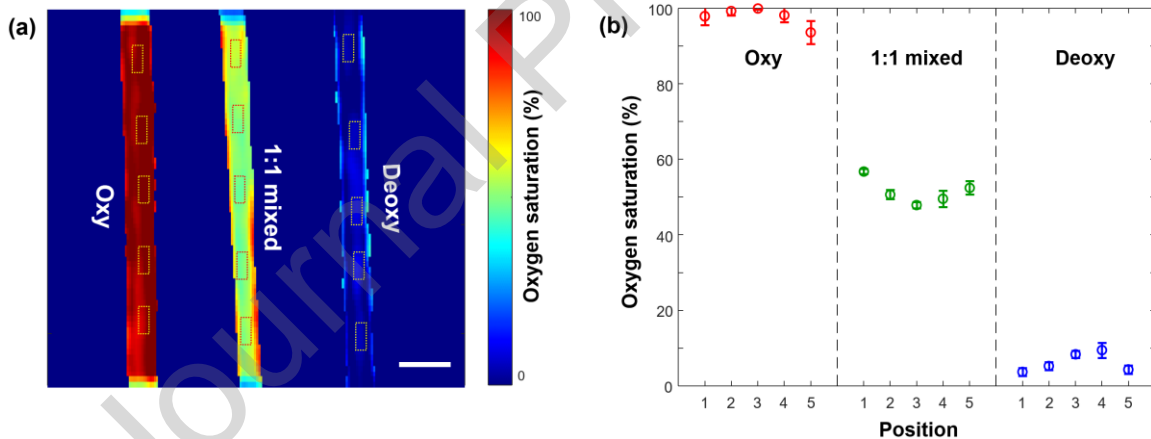 (a)
Oxy
1:1 mixed
Deoxy
100
Oxygen saturation (%)
0
(b)
100
80
60
40
20
0
Oxygen saturation (%)
Oxy
1:1 mixed
Deoxy
1 2 3 4 5 1 2 3 4 5 1 2 3 4 5
Position
Journal Pr